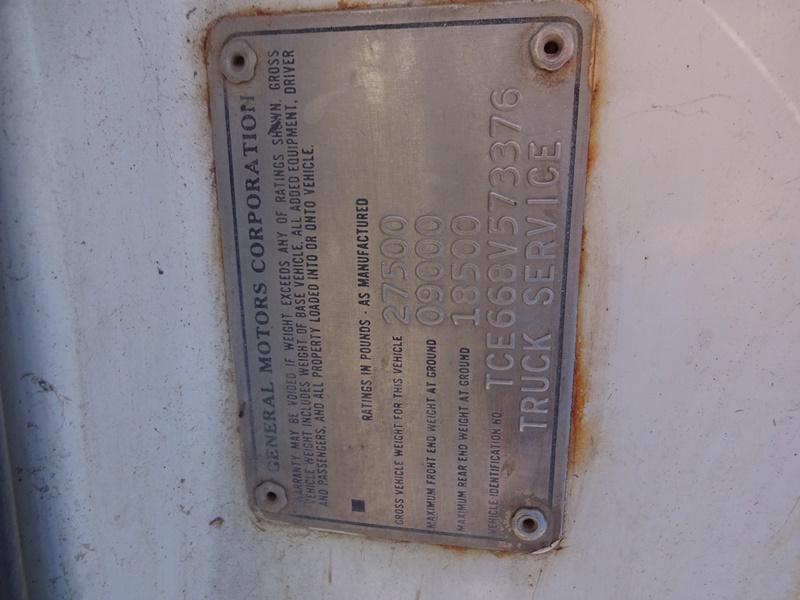 GENERAL MOTORS CORPORATION
WARRANTY MAY BE VOIDED IF WEIGHT EXCEEDS ANY OF RATINGS SHOWN. GROSS
VEHICLE WEIGHT INCLUDES WEIGHT OF BASE VEHICLE, ALL ADDED EQUIPMENT, DRIVER
AND PASSENGERS, AND ALL PROPERTY LOADED INTO OR ONTO VEHICLE.
RATINGS IN POUNDS - AS MANUFACTURED
GROSS VEHICLE WEIGHT FOR THIS VEHICLE 27500
MAXIMUM FRONT END WEIGHT AT GROUND 09000
MAXIMUM REAR END WEIGHT AT GROUND 18500
VEHICLE IDENTIFICATION NO. TCE668V573376
TRUCK SERVICE